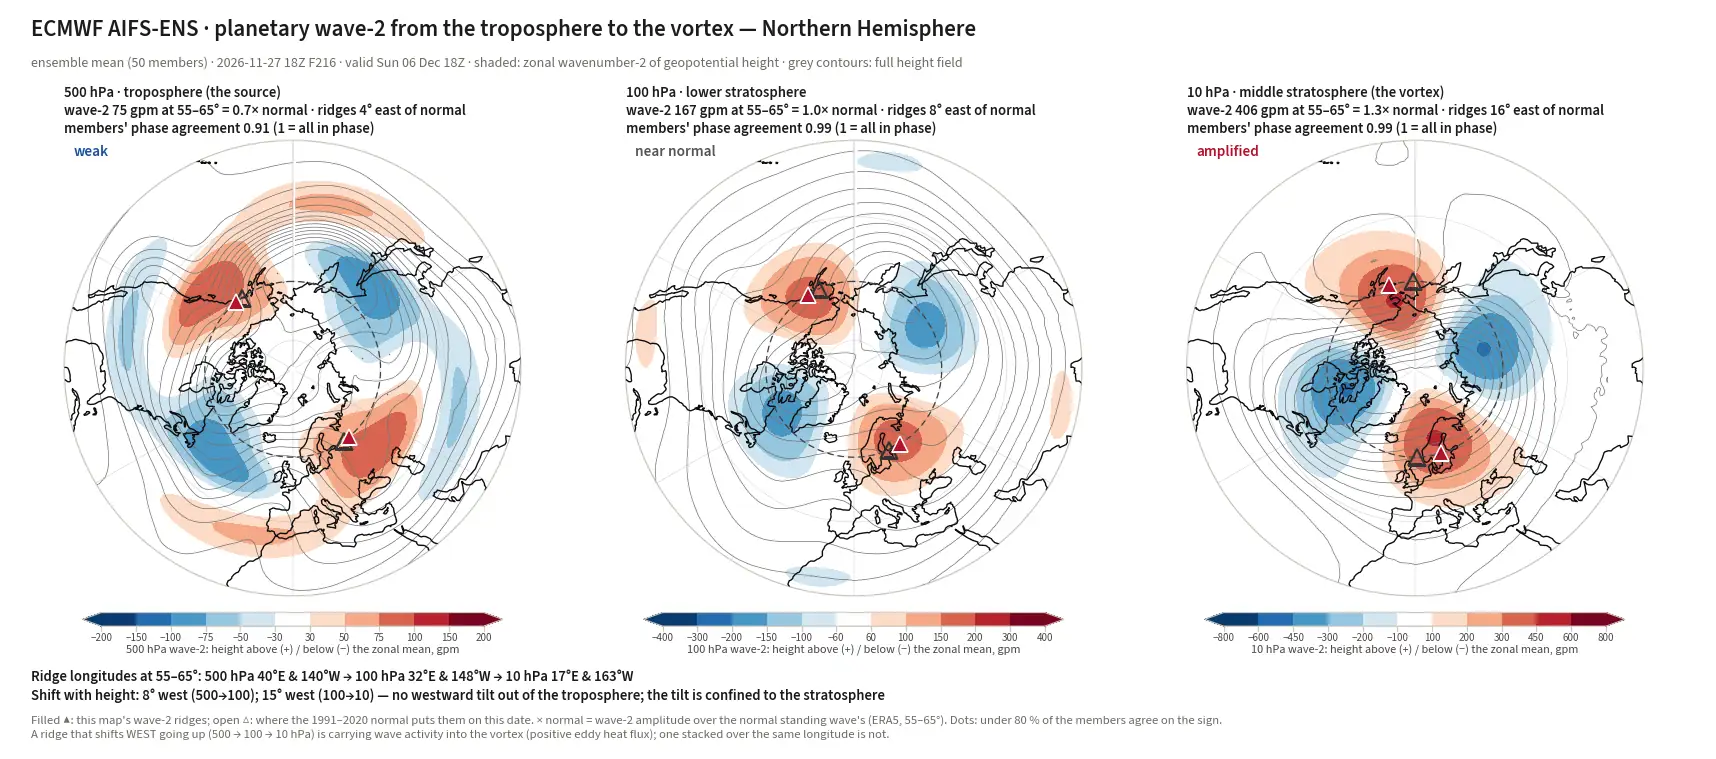 ECMWF AIFS-ENS · planetary wave-2 from the troposphere to the vortex — Northern Hemisphere
ensemble mean (50 members) · 2026-11-27 18Z F216 · valid Sun 06 Dec 18Z · shaded: zonal wavenumber-2 of geopotential height · grey contours: full height field
500 hPa · troposphere (the source)
wave-2 75 gpm at 55–65° = 0.7× normal · ridges 4° east of normal
members' phase agreement 0.91 (1 = all in phase)
weak
100 hPa · lower stratosphere
wave-2 167 gpm at 55–65° = 1.0× normal · ridges 8° east of normal
members' phase agreement 0.99 (1 = all in phase)
near normal
10 hPa · middle stratosphere (the vortex)
wave-2 406 gpm at 55–65° = 1.3× normal · ridges 16° east of normal
members' phase agreement 0.99 (1 = all in phase)
amplified
−200 −150 −100 −75 −50 −30 30 50 75 100 150 200
500 hPa wave-2: height above (+) / below (−) the zonal mean, gpm
−400 −300 −200 −150 −100 −60 60 100 150 200 300 400
100 hPa wave-2: height above (+) / below (−) the zonal mean, gpm
−800 −600 −450 −300 −200 −100 100 200 300 450 600 800
10 hPa wave-2: height above (+) / below (−) the zonal mean, gpm
Ridge longitudes at 55–65°: 500 hPa 40°E & 140°W → 100 hPa 32°E & 148°W → 10 hPa 17°E & 163°W
Shift with height: 8° west (500→100); 15° west (100→10) — no westward tilt out of the troposphere; the tilt is confined to the stratosphere
Filled ▲: this map's wave-2 ridges; open △: where the 1991–2020 normal puts them on this date. × normal = wave-2 amplitude over the normal standing wave's (ERA5, 55–65°). Dots: under 80 % of the members agree on the sign.
A ridge that shifts WEST going up (500 → 100 → 10 hPa) is carrying wave activity into the vortex (positive eddy heat flux); one stacked over the same longitude is not.